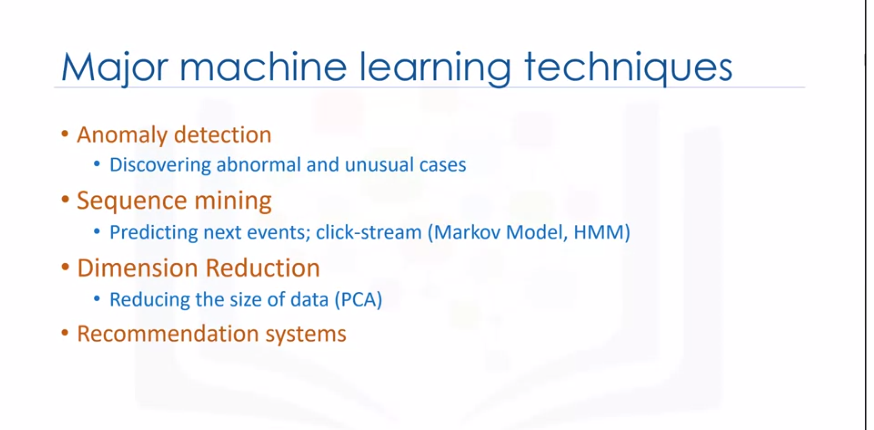 Major machine learning techniques
• Anomaly detection
• Discovering abnormal and unusual cases
• Sequence mining
• Predicting next events; click-stream (Markov Model, HMM)
• Dimension Reduction
• Reducing the size of data (PCA)
• Recommendation systems